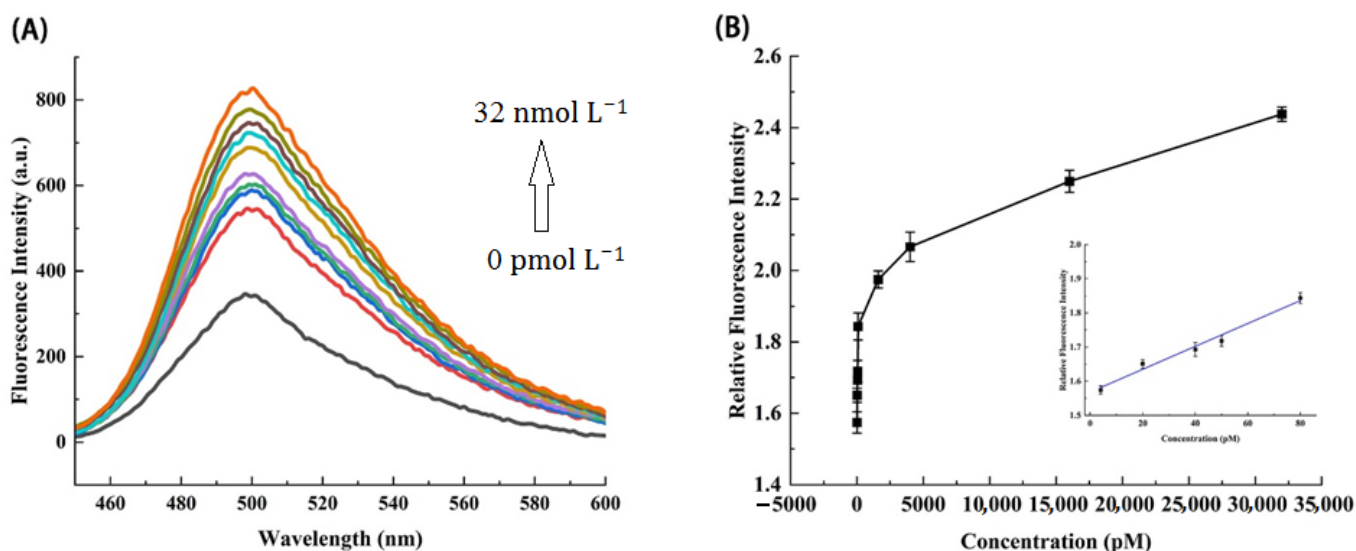 (A)
Fluorescence Intensity (a.u.)
800
600
400
200
0
460 480 500 520 540 560 580 600
Wavelength (nm)
32 nmol L⁻¹
0 pmol L⁻¹
(B)
Relative Fluorescence Intensity
2.6
2.4
2.2
2.0
1.8
1.6
1.4
−5000 0 5000 10,000 15,000 20,000 25,000 30,000 35,000
Concentration (pM)
Relative Fluorescence Intensity
2.0
1.9
1.8
1.7
1.6
1.5
0 20 40 60 80
Concentration (pM)